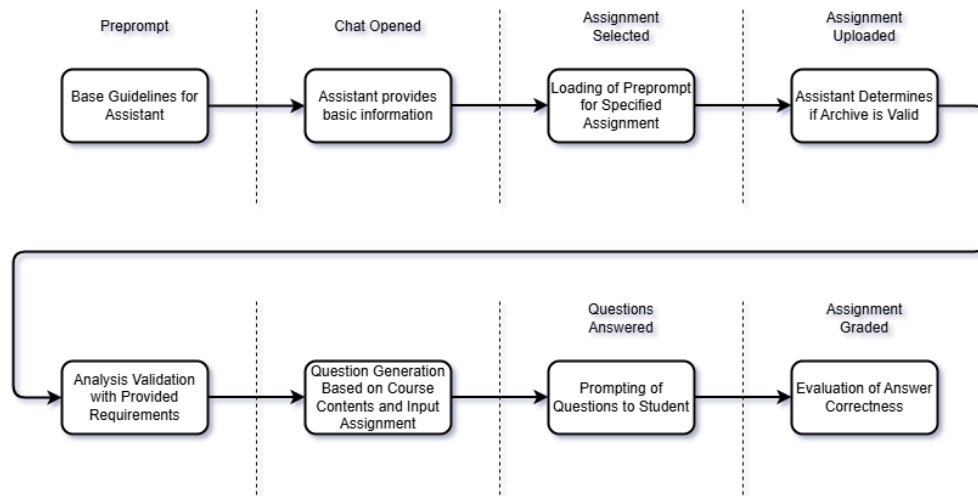 Preprompt
Chat Opened
Assignment
Selected
Assignment
Uploaded
Base Guidelines for
Assistant
Assistant provides
basic information
Loading of Preprompt
for Specified
Assignment
Assistant Determines
if Archive is Valid
Questions
Answered
Assignment
Graded
Analysis Validation
with Provided
Requirements
Question Generation
Based on Course
Contents and Input
Assignment
Prompting of
Questions to Student
Evaluation of Answer
Correctness